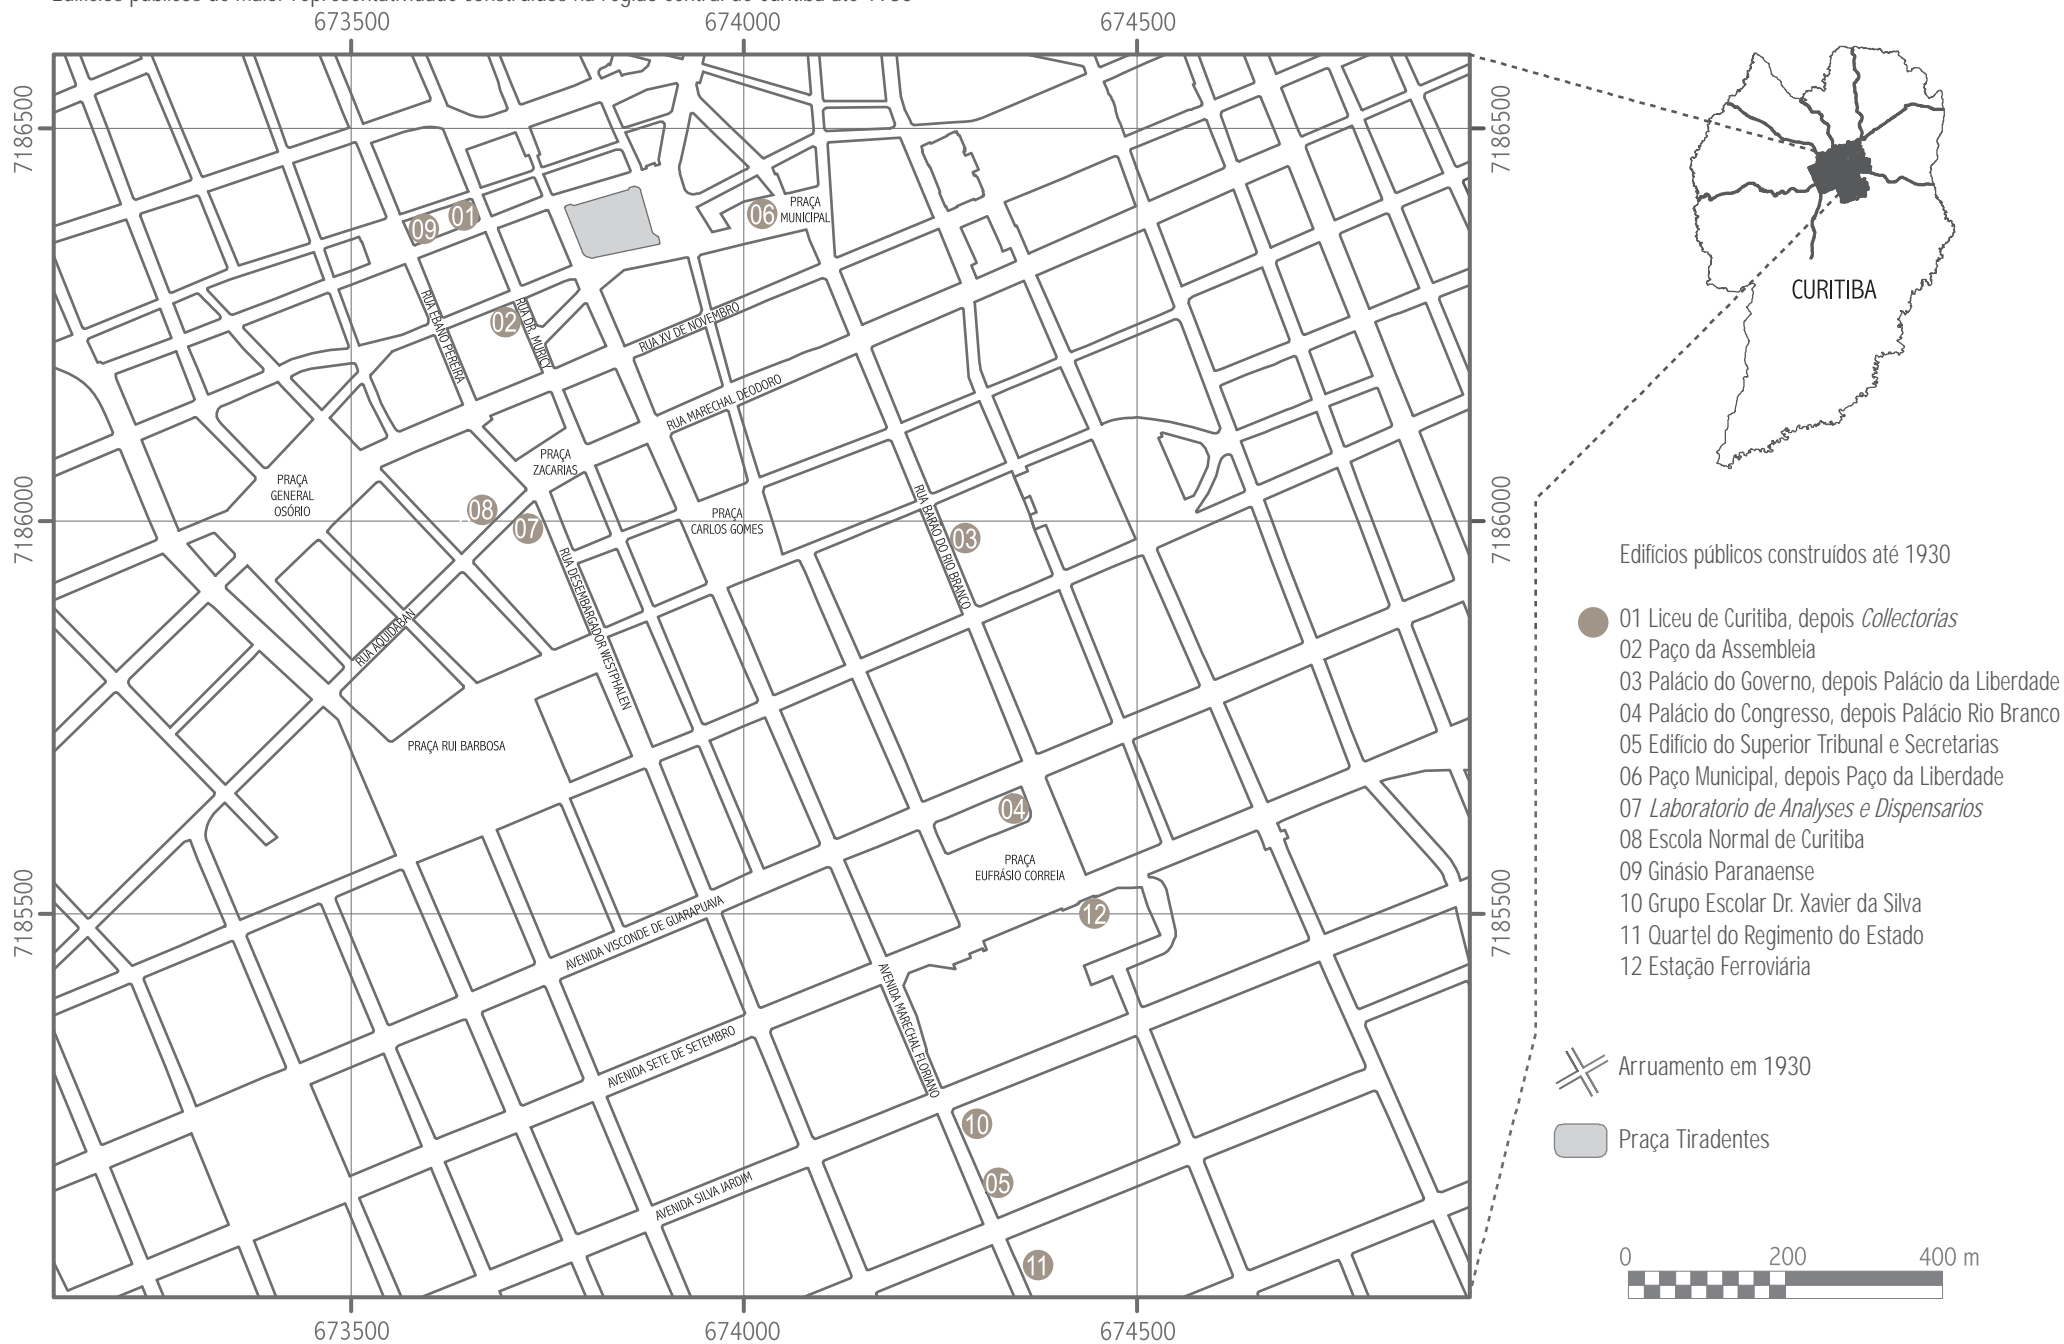 673500
674000
674500
7186500
7186500
7186000
7186000
7185500
7185500
673500
674000
674500
09
01
06
PRAÇA
MUNICIPAL
02
RUA EBANO PEREIRA
RUA DR. MURICY
RUA XV DE NOVEMBRO
RUA MARECHAL DEODORO
PRAÇA
ZACARIAS
PRAÇA
GENERAL
OSÓRIO
08
07
PRAÇA
CARLOS GOMES
RUA BARÃO DO RIO BRANCO
03
RUA DESEMBARGADOR WESTPHALEN
RUA AQUIDABAN
PRAÇA RUI BARBOSA
04
PRAÇA
EUFRÁSIO CORREIA
12
AVENIDA VISCONDE DE GUARAPUAVA
AVENIDA MARECHAL FLORIANO
AVENIDA SETE DE SETEMBRO
10
05
AVENIDA SILVA JARDIM
11
CURITIBA
Edifícios públicos construídos até 1930
01 Liceu de Curitiba, depois Collectorias
02 Paço da Assembleia
03 Palácio do Governo, depois Palácio da Liberdade
04 Palácio do Congresso, depois Palácio Rio Branco
05 Edifício do Superior Tribunal e Secretarias
06 Paço Municipal, depois Paço da Liberdade
07 Laboratorio de Analyses e Dispensarios
08 Escola Normal de Curitiba
09 Ginásio Paranaense
10 Grupo Escolar Dr. Xavier da Silva
11 Quartel do Regimento do Estado
12 Estação Ferroviária
Arruamento em 1930
Praça Tiradentes
0 200 400 m